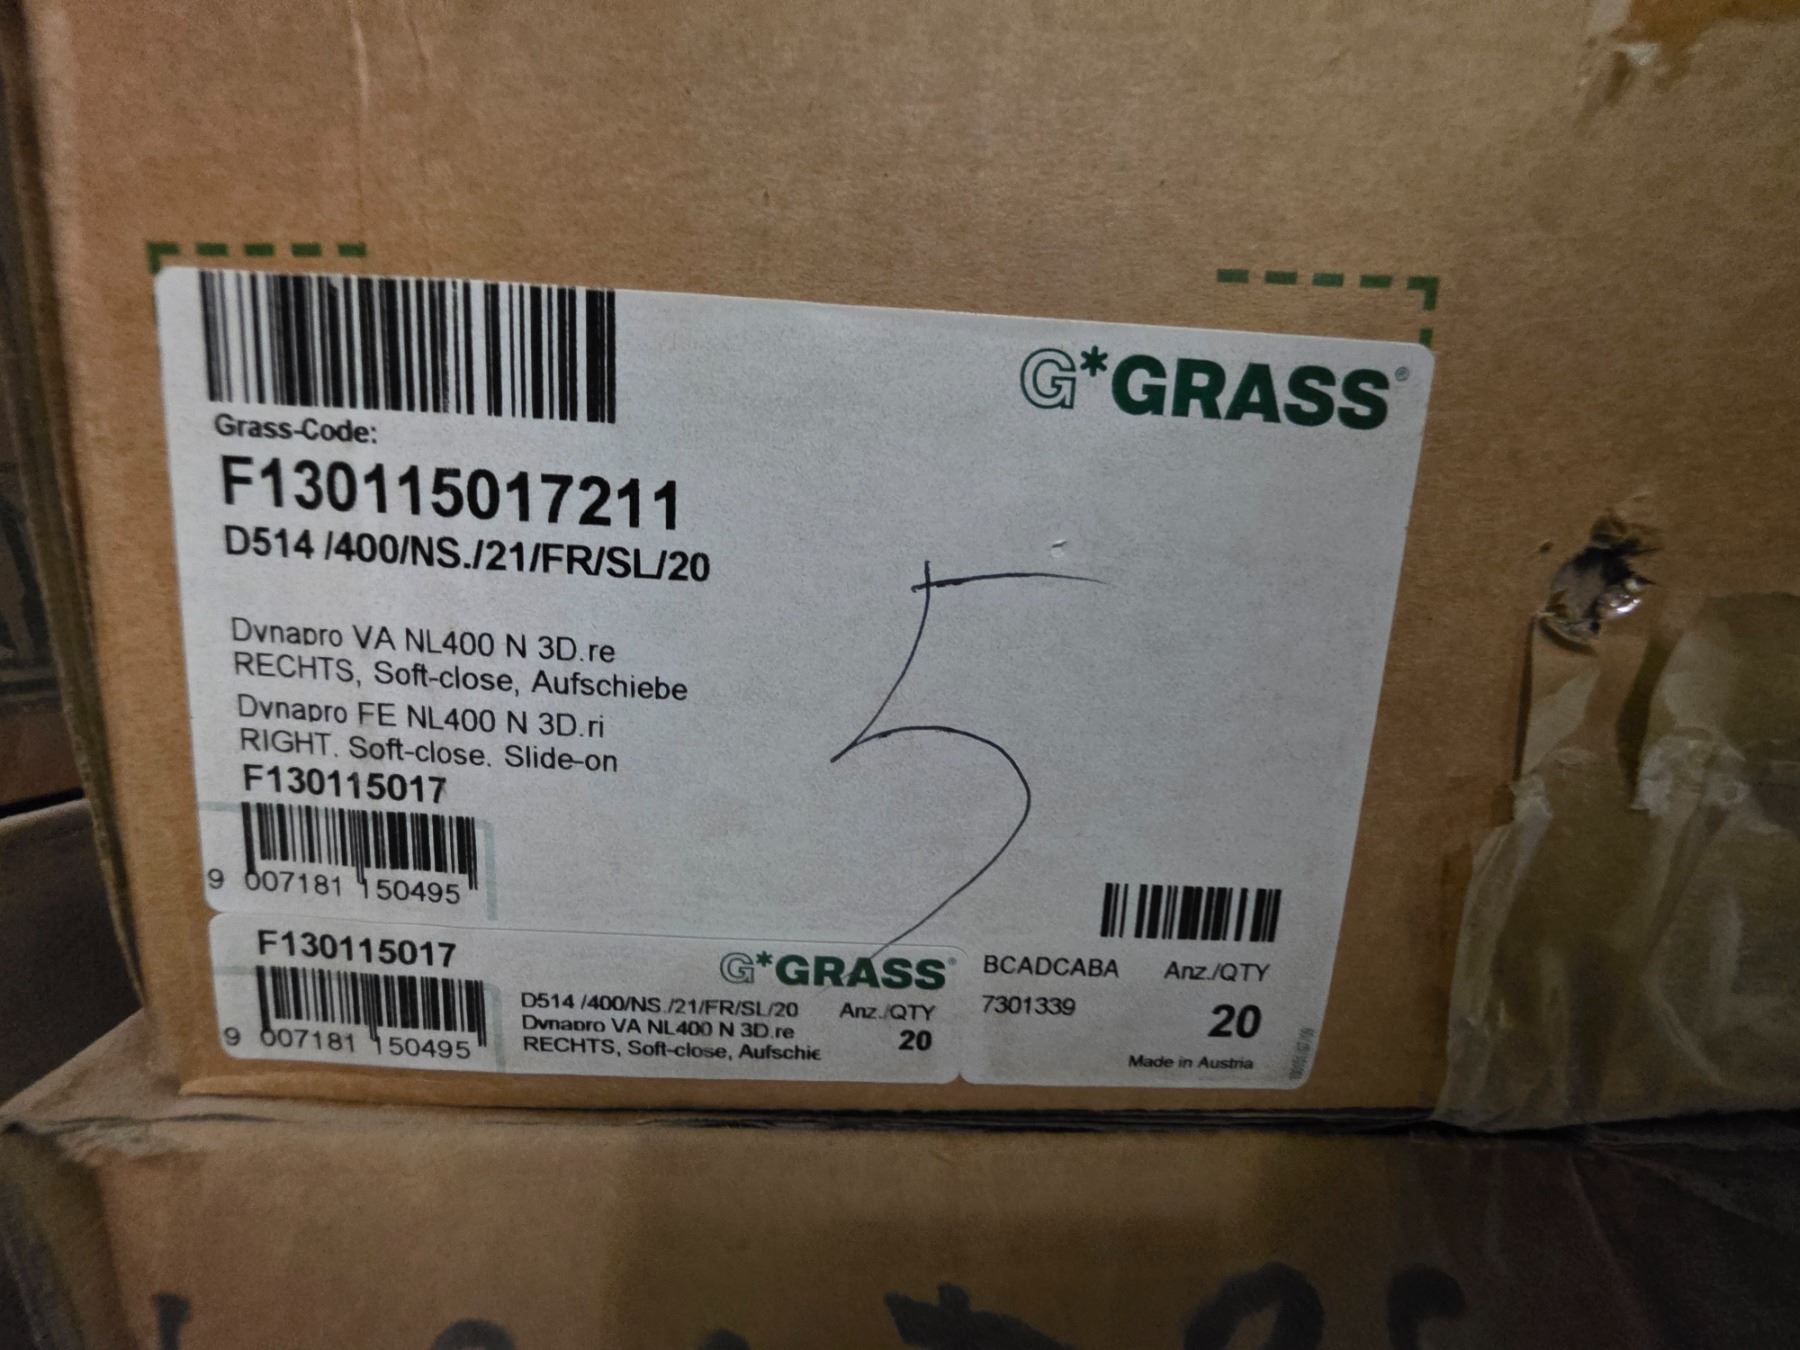 G*GRASS®
Grass-Code:
F130115017211
D514 /400/NS./21/FR/SL/20
Dynapro VA NL400 N 3D.re
RECHTS, Soft-close, Aufschiebe
Dynapro FE NL400 N 3D.ri
RIGHT. Soft-close. Slide-on
F130115017
9 007181 150495
5
F130115017
9 007181 150495
G*GRASS®
D514 /400/NS./21/FR/SL/20
Dynapro VA NL400 N 3D.re
RECHTS, Soft-close, Aufschie
Anz./QTY
20
BCADCABA
7301339
Anz./QTY
20
Made in Austria